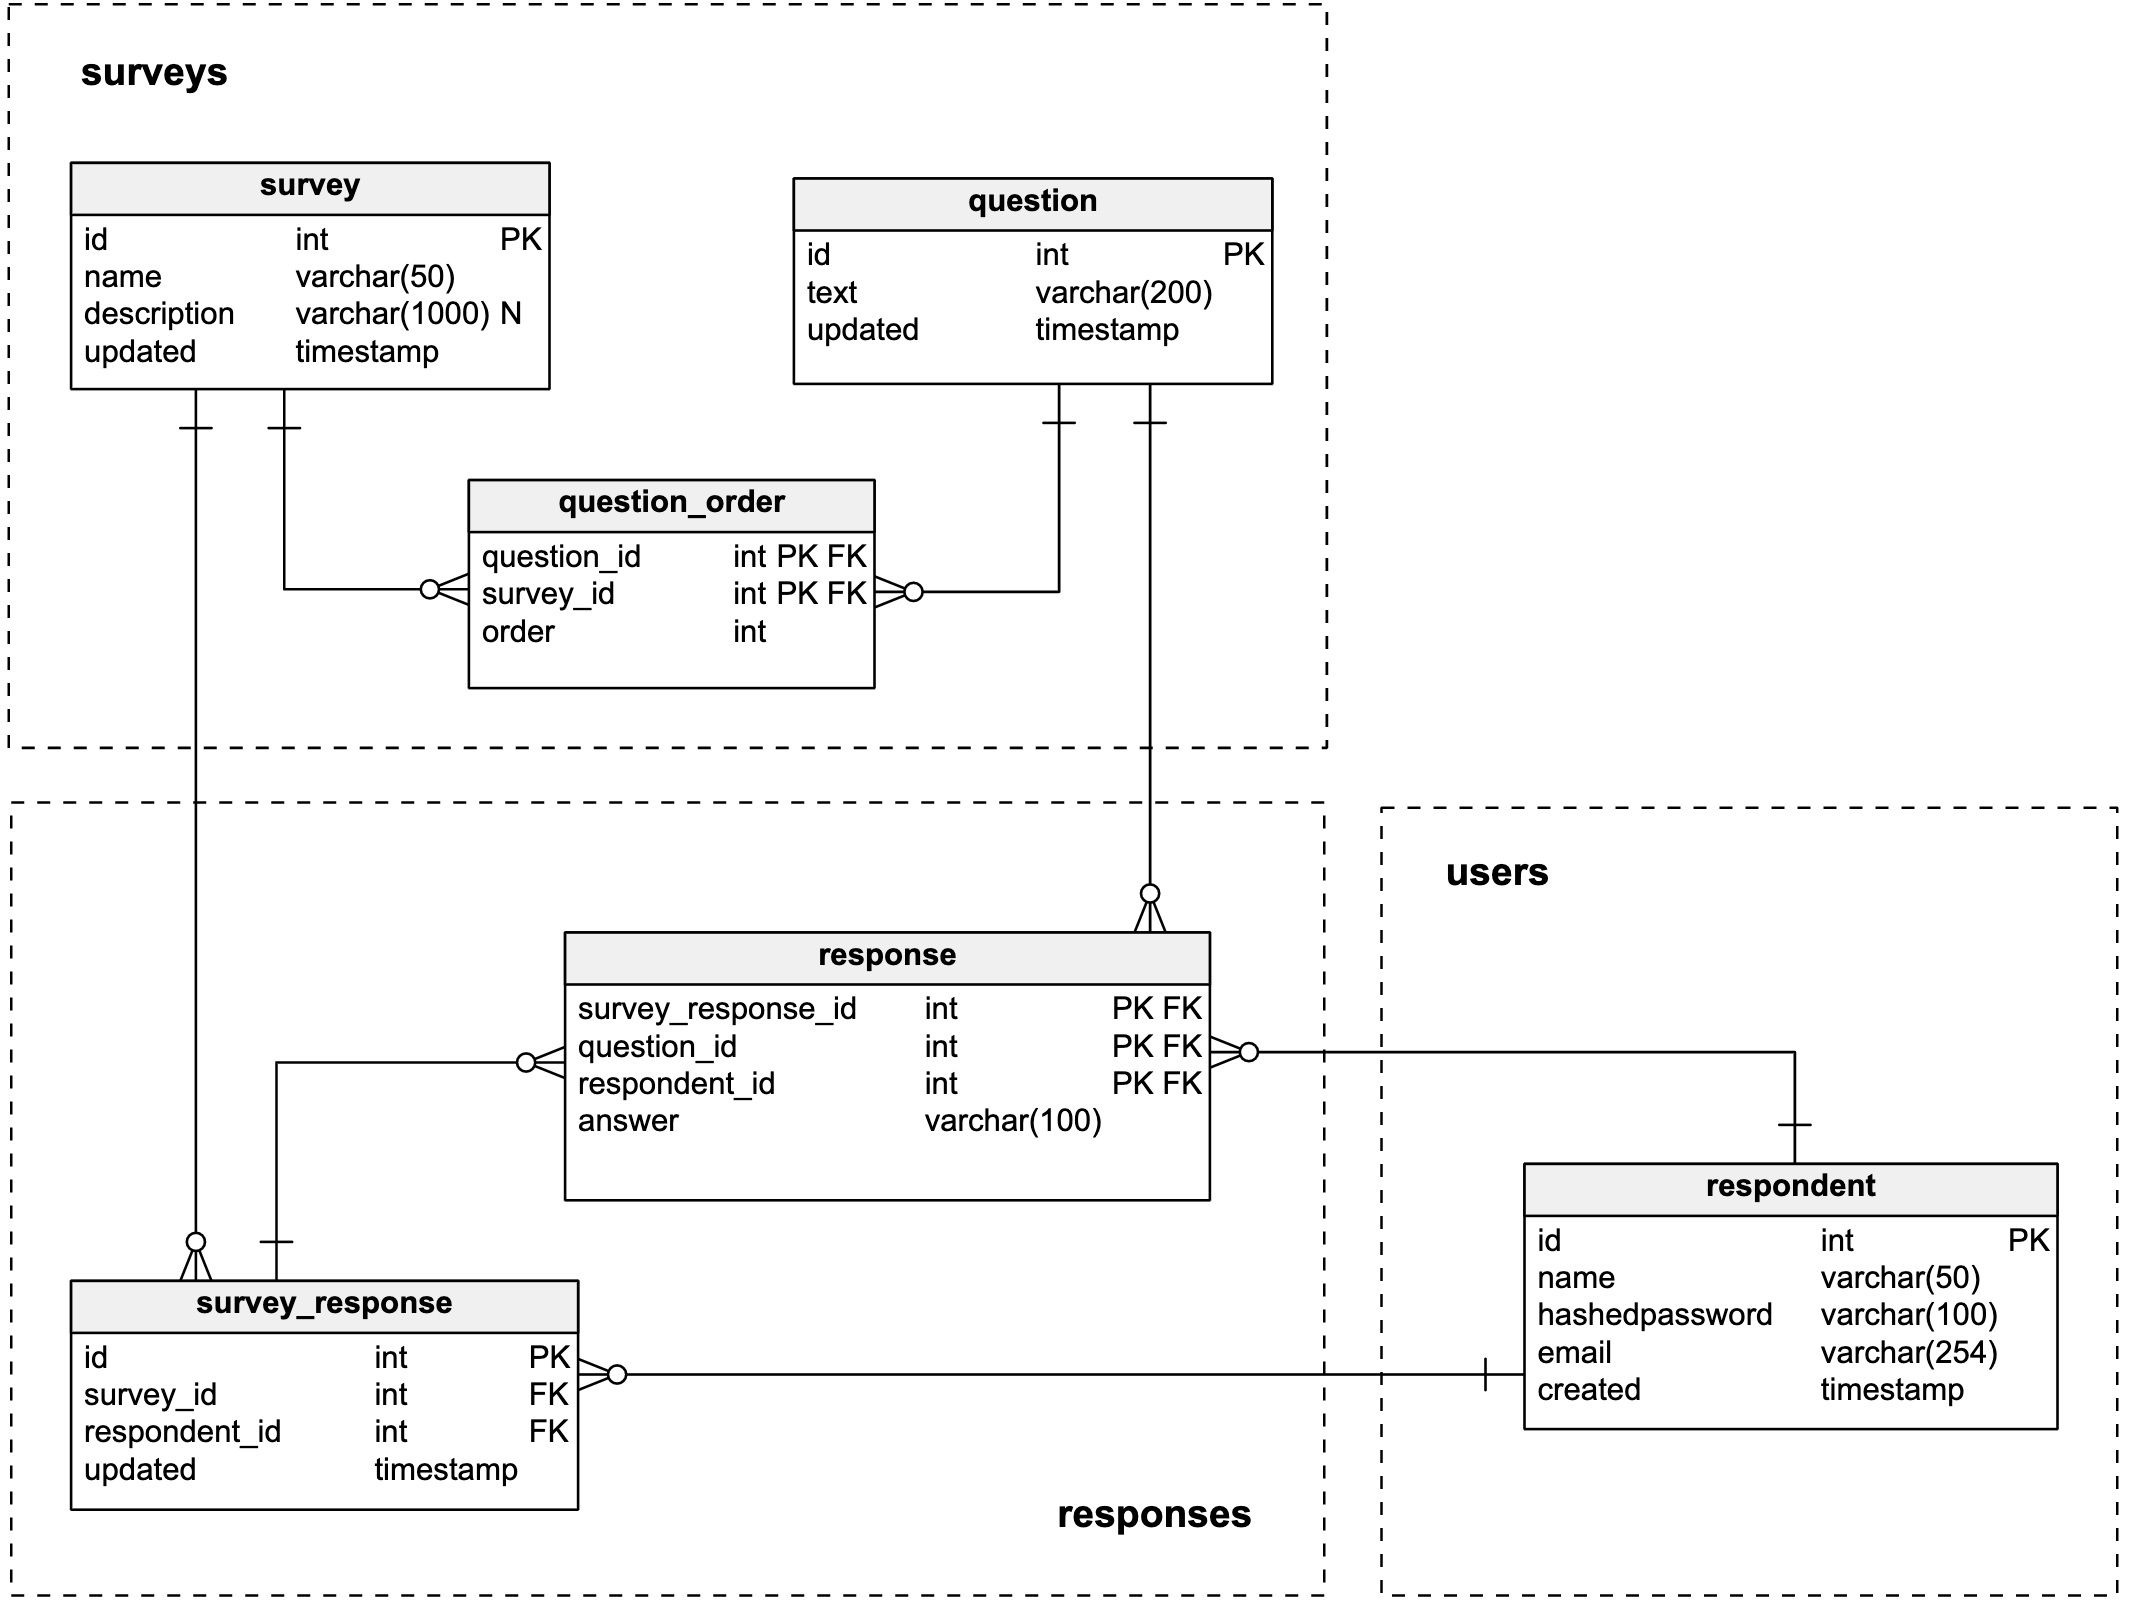 surveys
survey
id int PK
name varchar(50)
description varchar(1000) N
updated timestamp
question
id int PK
text varchar(200)
updated timestamp
question_order
question_id int PK FK
survey_id int PK FK
order int
response
survey_response_id int PK FK
question_id int PK FK
respondent_id int PK FK
answer varchar(100)
users
respondent
id int PK
name varchar(50)
hashedpassword varchar(100)
email varchar(254)
created timestamp
survey_response
id int PK
survey_id int FK
respondent_id int FK
updated timestamp
responses